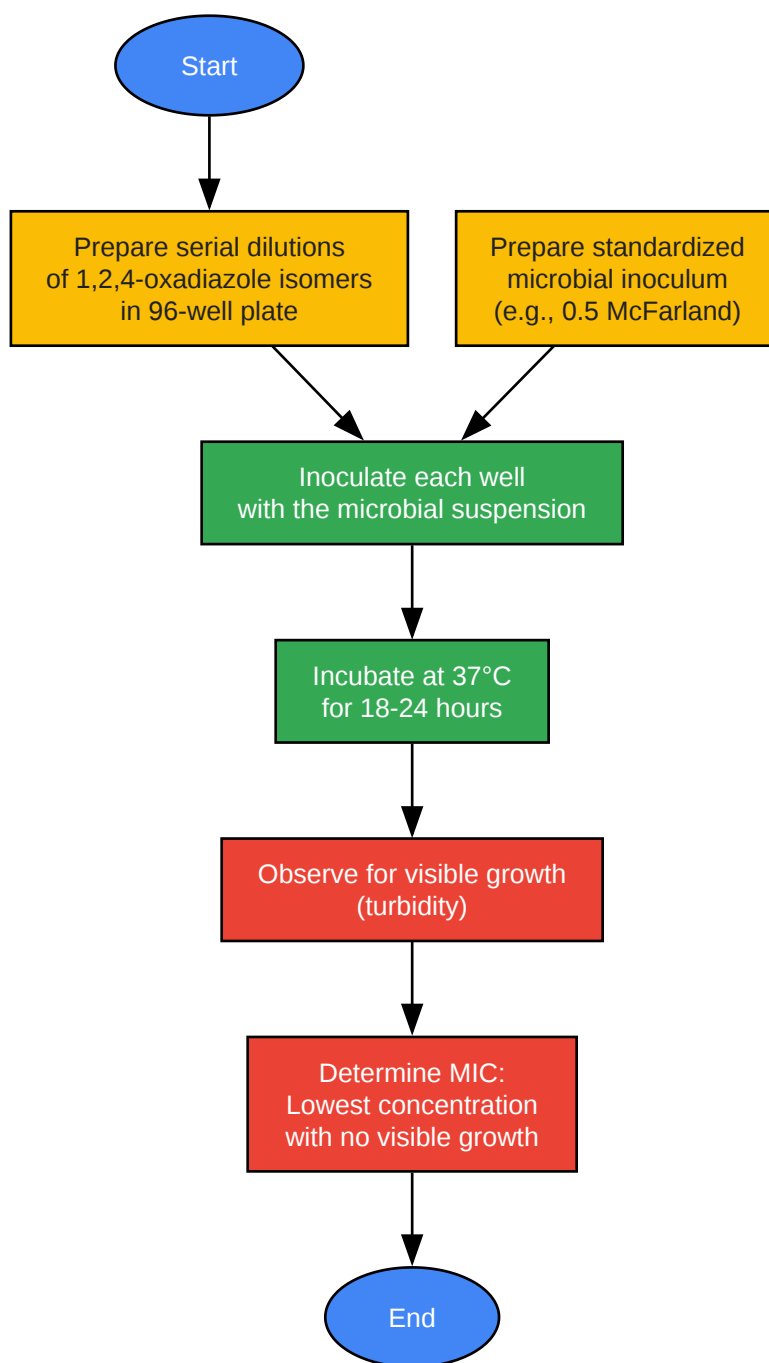 Start
Prepare serial dilutions
of 1,2,4-oxadiazole isomers
in 96-well plate
Prepare standardized
microbial inoculum
(e.g., 0.5 McFarland)
Inoculate each well
with the microbial suspension
Incubate at 37°C
for 18-24 hours
Observe for visible growth
(turbidity)
Determine MIC:
Lowest concentration
with no visible growth
End